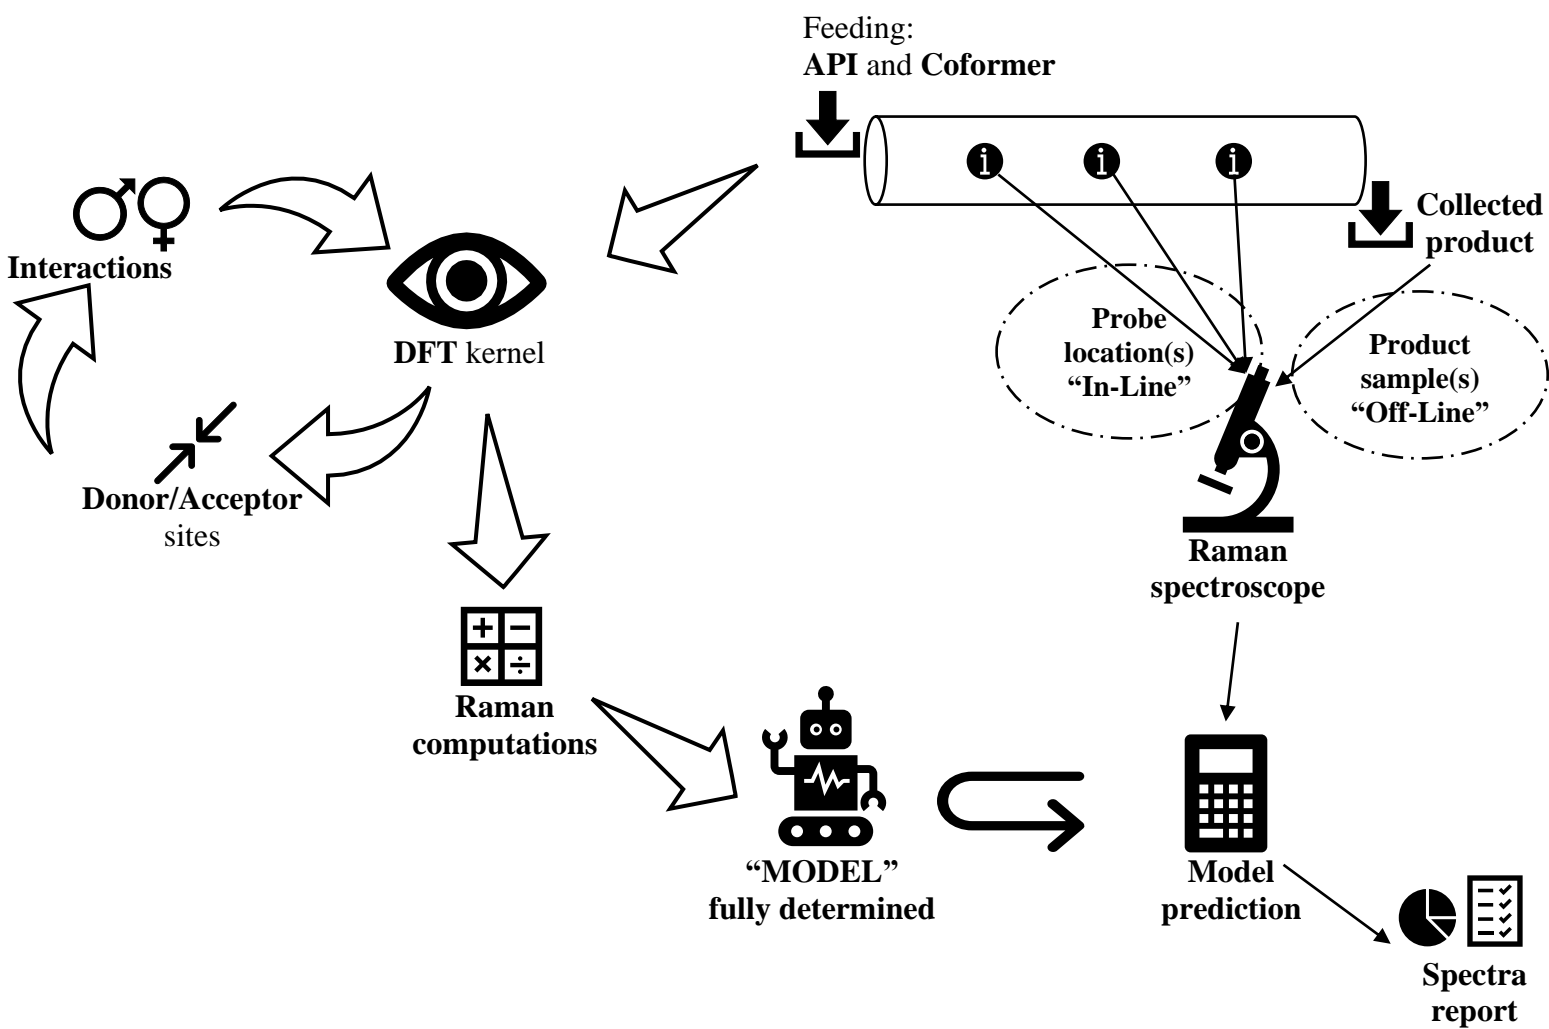 Feeding:
API and Coformer
Collected
product
Interactions
DFT kernel
Probe
location(s)
“In-Line”
Product
sample(s)
“Off-Line”
Donor/Acceptor
sites
Raman
spectroscope
Raman
computations
“MODEL”
fully determined
Model
prediction
Spectra
report